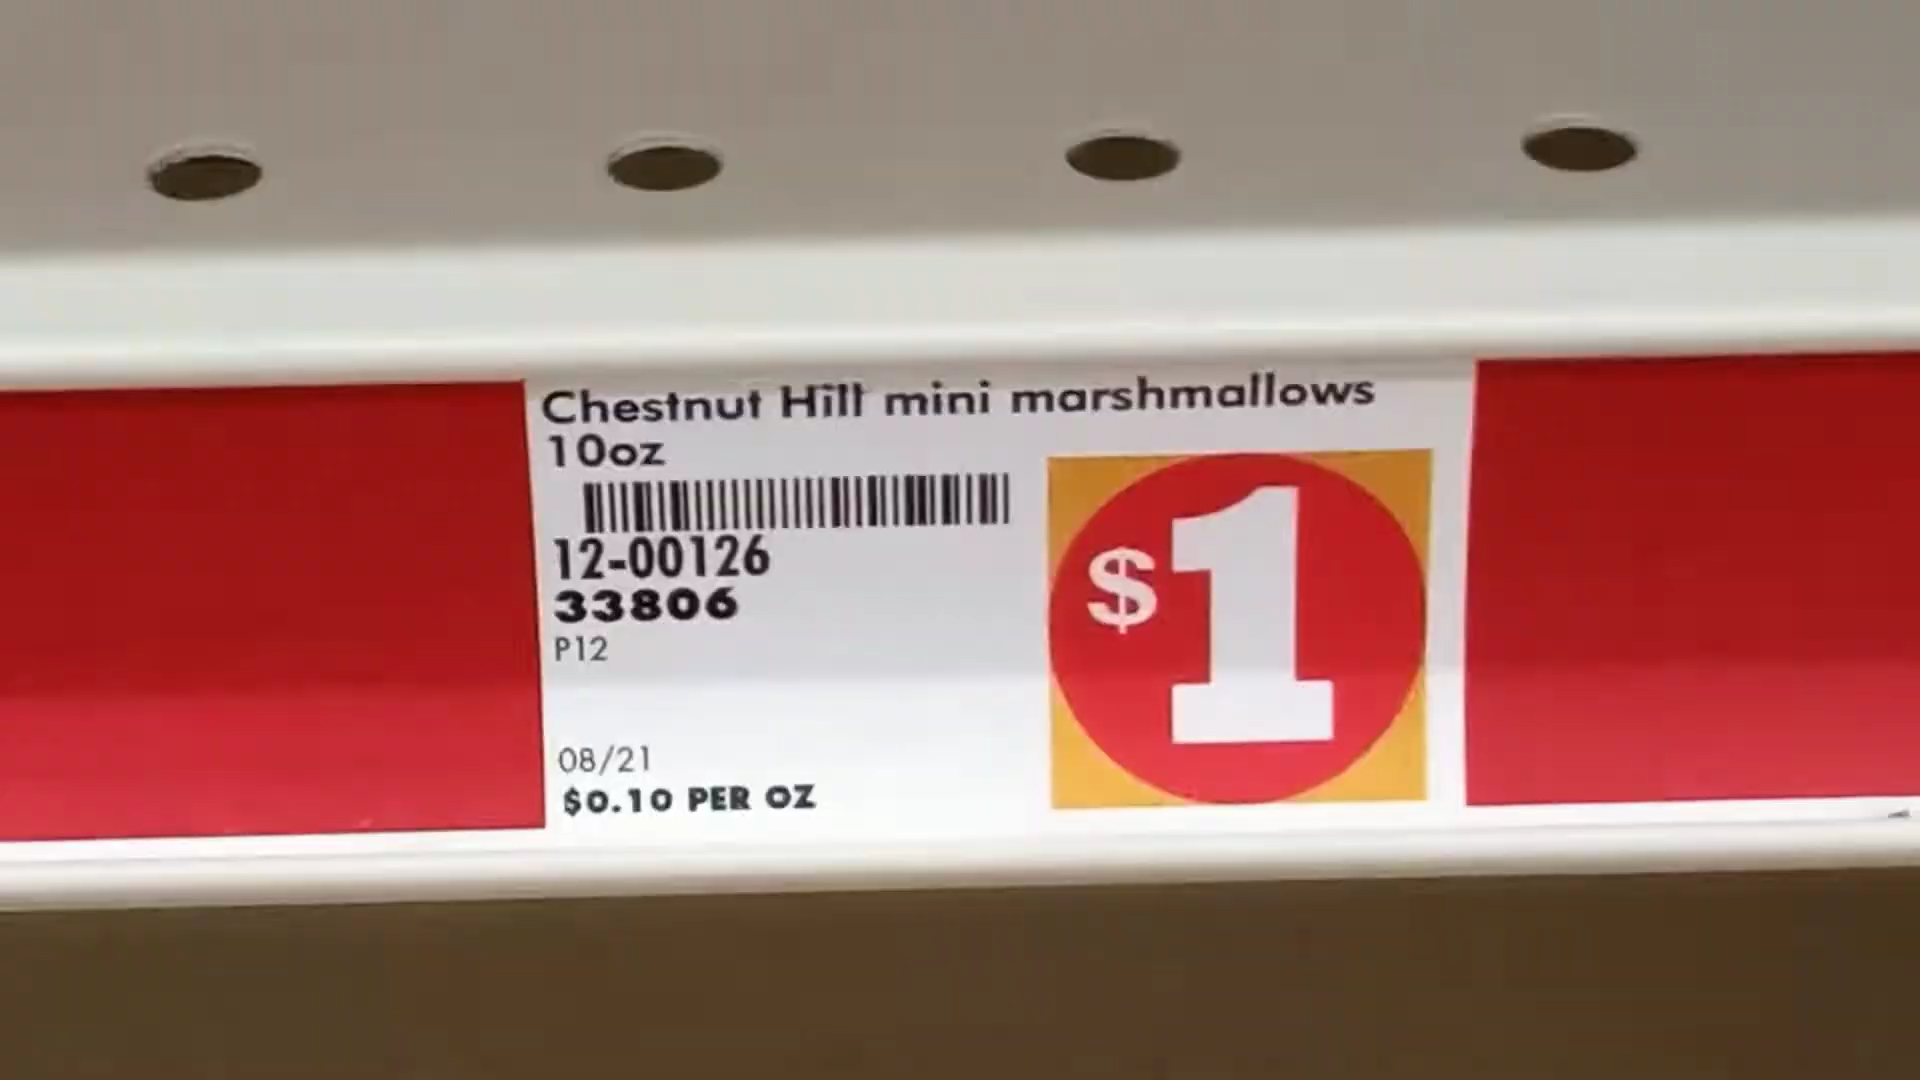 Chestnut Hill mini marshmallows
10oz
12-00126
33806
P12
08/21
$0.10 PER OZ
$1